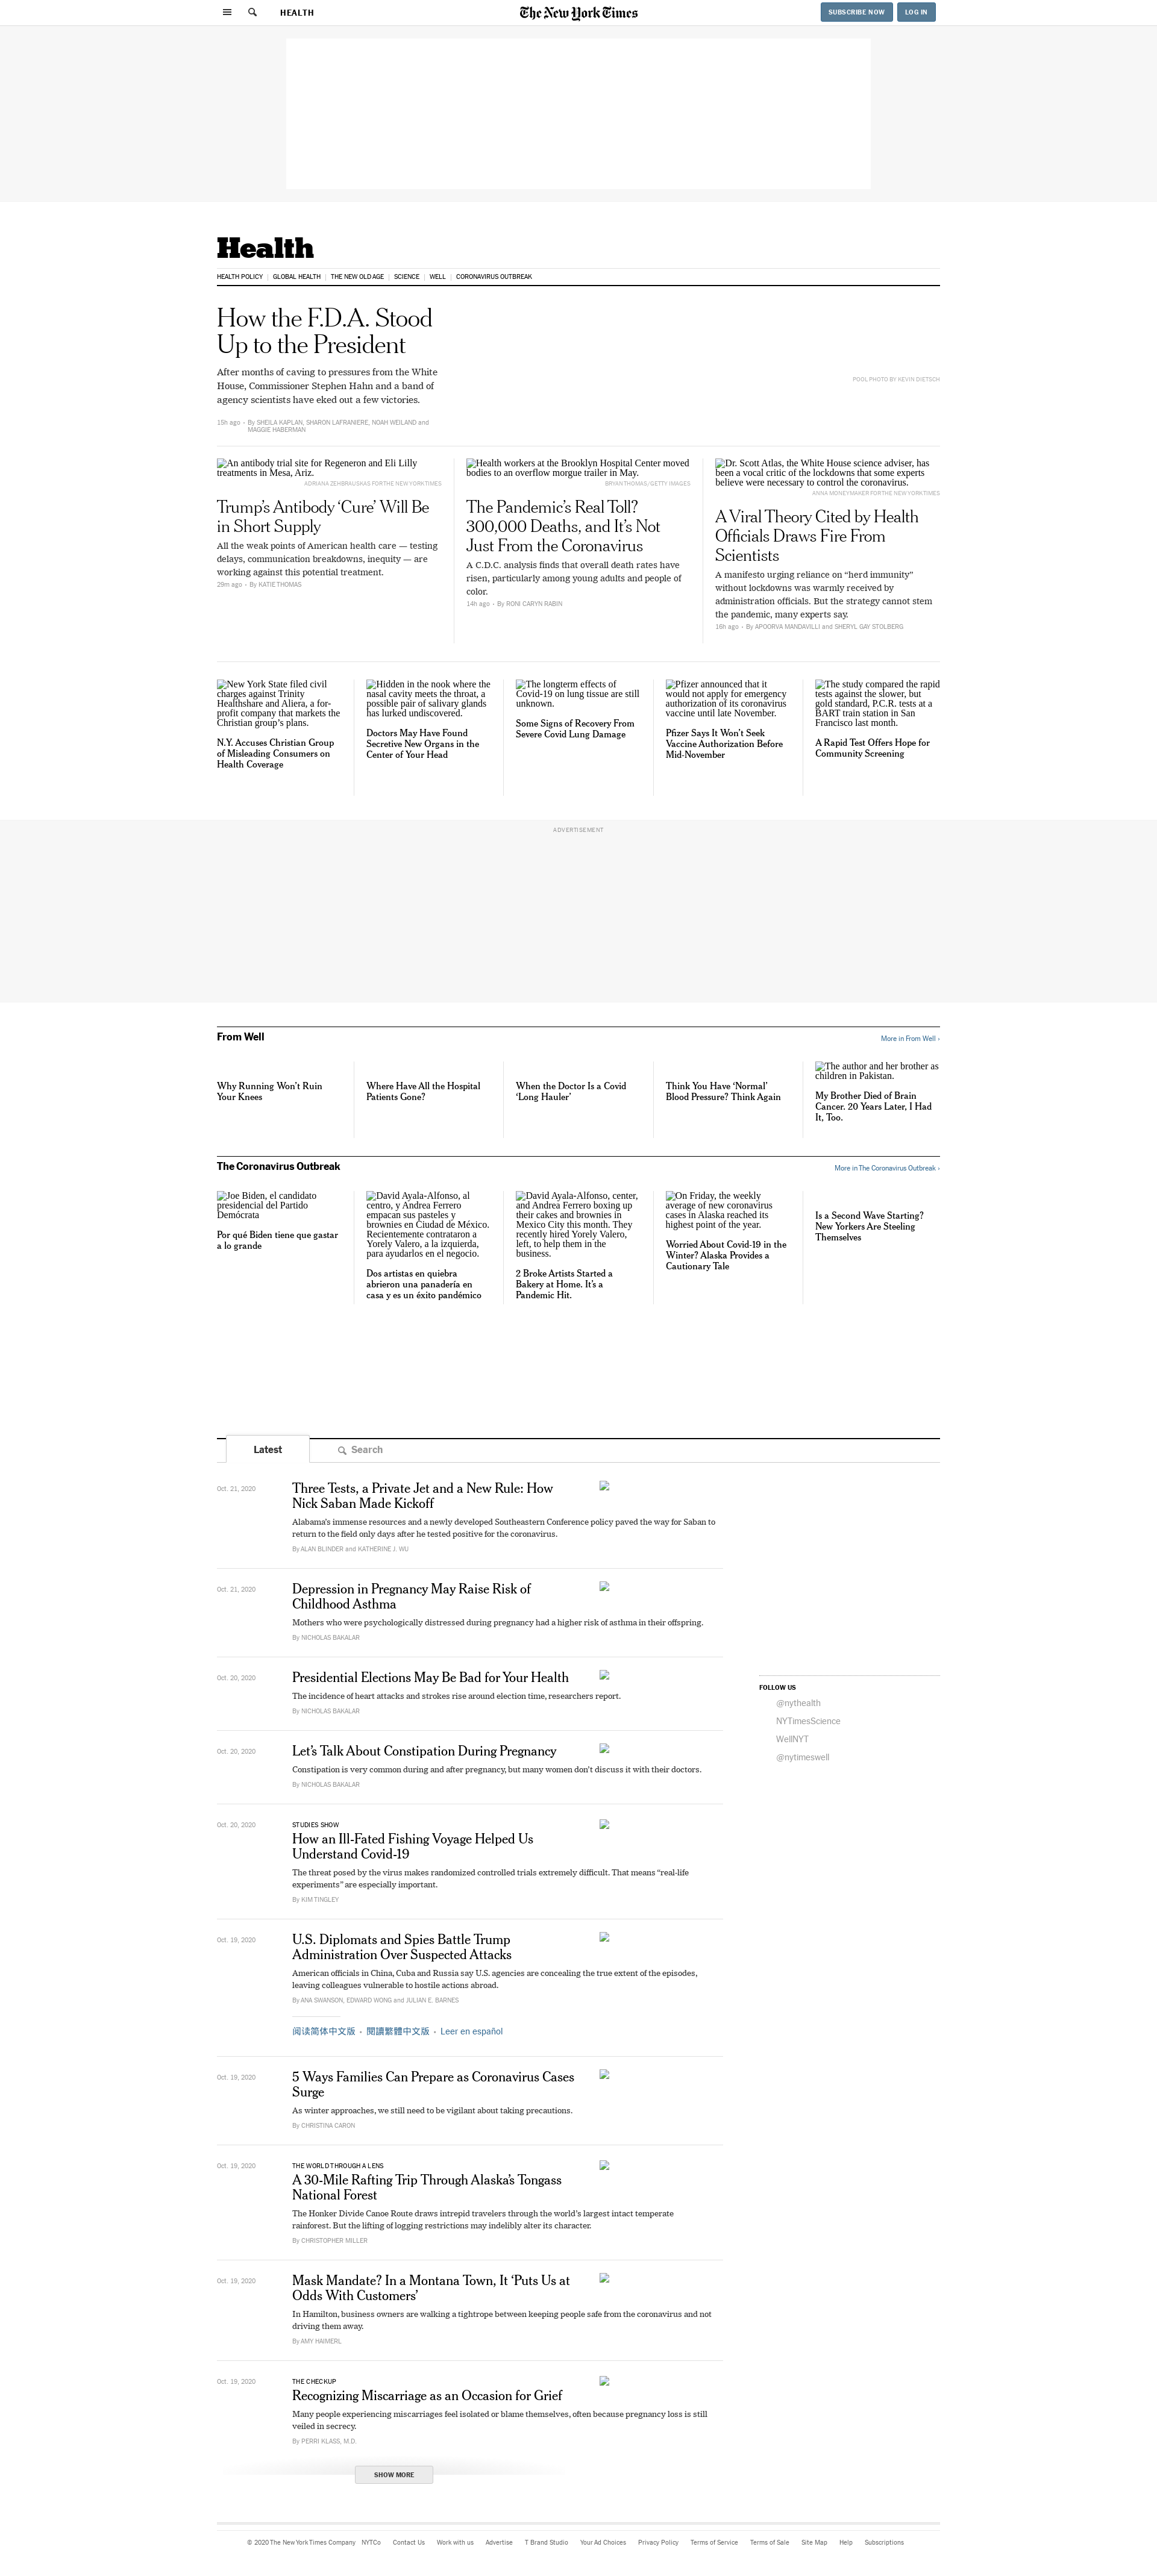 HEALTH
The New York Times
SUBSCRIBE NOW
LOG IN
Health
HEALTH POLICY | GLOBAL HEALTH | THE NEW OLD AGE | SCIENCE | WELL | CORONAVIRUS OUTBREAK
How the F.D.A. Stood
Up to the President
After months of caving to pressures from the White
House, Commissioner Stephen Hahn and a band of
agency scientists have eked out a few victories.
15h ago • By SHEILA KAPLAN, SHARON LAFRANIERE, NOAH WEILAND and
MAGGIE HABERMAN
POOL PHOTO BY KEVIN DIETSCH
An antibody trial site for Regeneron and Eli Lilly
treatments in Mesa, Ariz.
ADRIANA ZEHBRAUSKAS FOR THE NEW YORK TIMES
Trump's Antibody ‘Cure’ Will Be
in Short Supply
All the weak points of American health care — testing
delays, communication breakdowns, inequity — are
working against this potential treatment.
29m ago • By KATIE THOMAS
Health workers at the Brooklyn Hospital Center moved
bodies to an overflow morgue trailer in May.
BRYAN THOMAS/GETTY IMAGES
The Pandemic’s Real Toll?
300,000 Deaths, and It’s Not
Just From the Coronavirus
A C.D.C. analysis finds that overall death rates have
risen, particularly among young adults and people of
color.
14h ago • By RONI CARYN RABIN
Dr. Scott Atlas, the White House science adviser, has
been a vocal critic of the lockdowns that some experts
believe were necessary to control the coronavirus.
ANNA MONEYMAKER FOR THE NEW YORK TIMES
A Viral Theory Cited by Health
Officials Draws Fire From
Scientists
A manifesto urging reliance on “herd immunity”
without lockdowns was warmly received by
administration officials. But the strategy cannot stem
the pandemic, many experts say.
16h ago • By APOORVA MANDAVILLI and SHERYL GAY STOLBERG
New York State filed civil
charges against Trinity
Healthshare and Aliera, a for-
profit company that markets the
Christian group’s plans.
N.Y. Accuses Christian Group
of Misleading Consumers on
Health Coverage
Hidden in the nook where the
nasal cavity meets the throat, a
possible pair of salivary glands
has lurked undiscovered.
Doctors May Have Found
Secretive New Organs in the
Center of Your Head
The longterm effects of
Covid-19 on lung tissue are still
unknown.
Some Signs of Recovery From
Severe Covid Lung Damage
Pfizer announced that it
would not apply for emergency
authorization of its coronavirus
vaccine until late November.
Pfizer Says It Won’t Seek
Vaccine Authorization Before
Mid-November
The study compared the rapid
tests against the slower, but
gold standard, P.C.R. tests at a
BART train station in San
Francisco last month.
A Rapid Test Offers Hope for
Community Screening
ADVERTISEMENT
From Well
More in From Well ›
Why Running Won’t Ruin
Your Knees
Where Have All the Hospital
Patients Gone?
When the Doctor Is a Covid
‘Long Hauler’
Think You Have ‘Normal’
Blood Pressure? Think Again
The author and her brother as
children in Pakistan.
My Brother Died of Brain
Cancer. 20 Years Later, I Had
It, Too.
The Coronavirus Outbreak
More in The Coronavirus Outbreak ›
Joe Biden, el candidato
presidencial del Partido
Demócrata
Por qué Biden tiene que gastar
a lo grande
David Ayala-Alfonso, al
centro, y Andrea Ferrero
empacan sus pasteles y
brownies en Ciudad de México.
Recientemente contrataron a
Yorely Valero, a la izquierda,
para ayudarlos en el negocio.
Dos artistas en quiebra
abrieron una panadería en
casa y es un éxito pandémico
David Ayala-Alfonso, center,
and Andrea Ferrero boxing up
their cakes and brownies in
Mexico City this month. They
recently hired Yorely Valero,
left, to help them in the
business.
2 Broke Artists Started a
Bakery at Home. It’s a
Pandemic Hit.
On Friday, the weekly
average of new coronavirus
cases in Alaska reached its
highest point of the year.
Worried About Covid-19 in the
Winter? Alaska Provides a
Cautionary Tale
Is a Second Wave Starting?
New Yorkers Are Steeling
Themselves
Latest
Search
Oct. 21, 2020
Three Tests, a Private Jet and a New Rule: How
Nick Saban Made Kickoff
Alabama’s immense resources and a newly developed Southeastern Conference policy paved the way for Saban to
return to the field only days after he tested positive for the coronavirus.
By ALAN BLINDER and KATHERINE J. WU
Oct. 21, 2020
Depression in Pregnancy May Raise Risk of
Childhood Asthma
Mothers who were psychologically distressed during pregnancy had a higher risk of asthma in their offspring.
By NICHOLAS BAKALAR
Oct. 20, 2020
Presidential Elections May Be Bad for Your Health
The incidence of heart attacks and strokes rise around election time, researchers report.
By NICHOLAS BAKALAR
Oct. 20, 2020
Let’s Talk About Constipation During Pregnancy
Constipation is very common during and after pregnancy, but many women don’t discuss it with their doctors.
By NICHOLAS BAKALAR
Oct. 20, 2020
STUDIES SHOW
How an Ill-Fated Fishing Voyage Helped Us
Understand Covid-19
The threat posed by the virus makes randomized controlled trials extremely difficult. That means “real-life
experiments” are especially important.
By KIM TINGLEY
Oct. 19, 2020
U.S. Diplomats and Spies Battle Trump
Administration Over Suspected Attacks
American officials in China, Cuba and Russia say U.S. agencies are concealing the true extent of the episodes,
leaving colleagues vulnerable to hostile actions abroad.
By ANA SWANSON, EDWARD WONG and JULIAN E. BARNES
阅读简体中文版 • 閱讀繁體中文版 • Leer en español
Oct. 19, 2020
5 Ways Families Can Prepare as Coronavirus Cases
Surge
As winter approaches, we still need to be vigilant about taking precautions.
By CHRISTINA CARON
Oct. 19, 2020
THE WORLD THROUGH A LENS
A 30-Mile Rafting Trip Through Alaska’s Tongass
National Forest
The Honker Divide Canoe Route draws intrepid travelers through the world’s largest intact temperate
rainforest. But the lifting of logging restrictions may indelibly alter its character.
By CHRISTOPHER MILLER
Oct. 19, 2020
Mask Mandate? In a Montana Town, It ‘Puts Us at
Odds With Customers’
In Hamilton, business owners are walking a tightrope between keeping people safe from the coronavirus and not
driving them away.
By AMY HAIMERL
Oct. 19, 2020
THE CHECKUP
Recognizing Miscarriage as an Occasion for Grief
Many people experiencing miscarriages feel isolated or blame themselves, often because pregnancy loss is still
veiled in secrecy.
By PERRI KLASS, M.D.
SHOW MORE
FOLLOW US
@nythealth
NYTimesScience
WellNYT
@nytimeswell
© 2020 The New York Times Company NYTCo Contact Us Work with us Advertise T Brand Studio Your Ad Choices Privacy Policy Terms of Service Terms of Sale Site Map Help Subscriptions